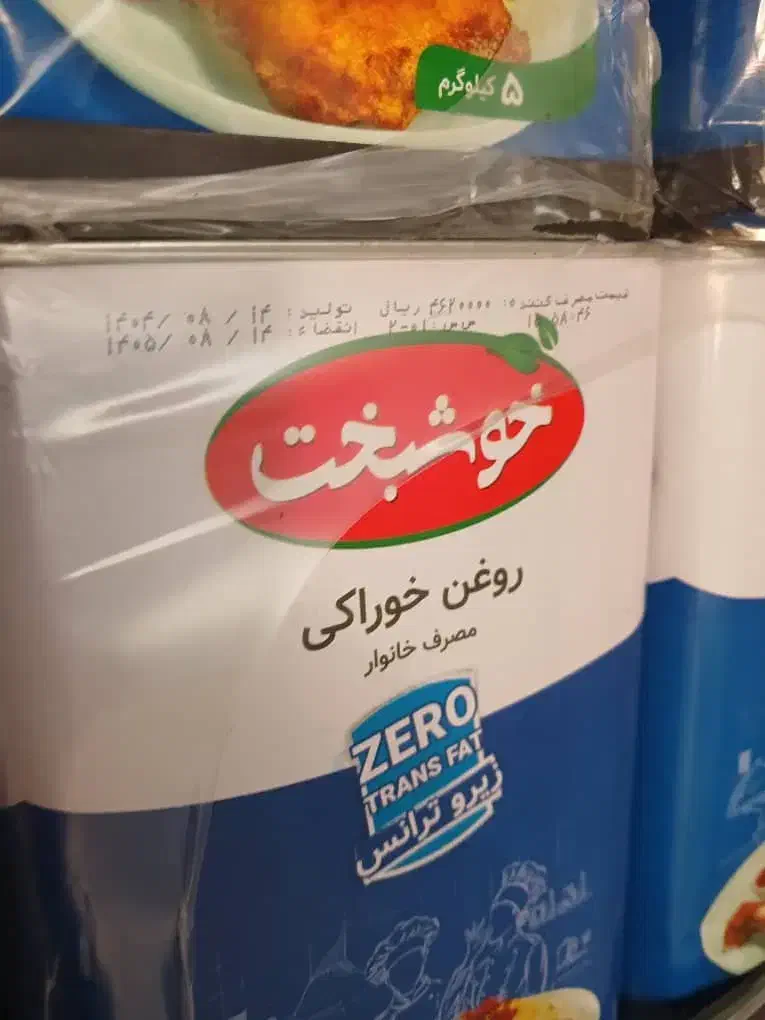 ۵ کیلوگرم
قیمت مصرف کننده: ۴۶۲۰۰۰۰ ریال تولید: ۱۴۰۴/ ۰۸ / ۱۴
انقضاء: ۱۴۰۵/ ۰۸ / ۱۴
خوشبخت
روغن خوراکی
مصرف خانوار
ZERO
TRANS FAT
زیرو ترانس